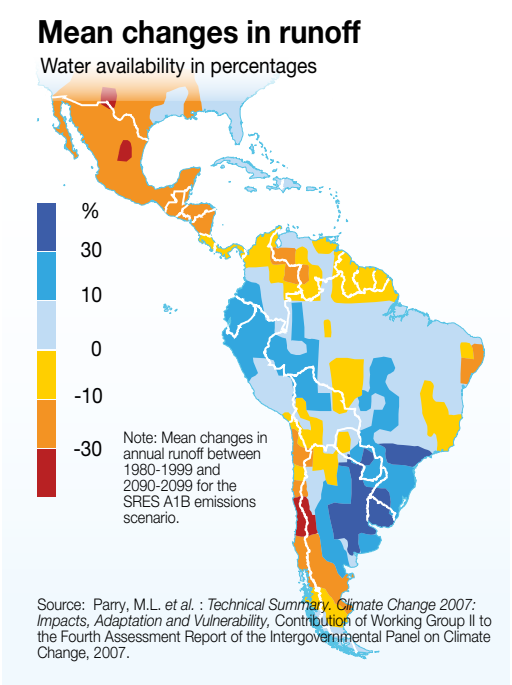 Mean changes in runoff
Water availability in percentages
%
30
10
0
-10
-30
Note: Mean changes in
annual runoff between
1980-1999 and
2090-2099 for the
SRES A1B emissions
scenario.
Source: Parry, M.L. et al. : Technical Summary. Climate Change 2007:
Impacts, Adaptation and Vulnerability, Contribution of Working Group II to
the Fourth Assessment Report of the Intergovernmental Panel on Climate
Change, 2007.